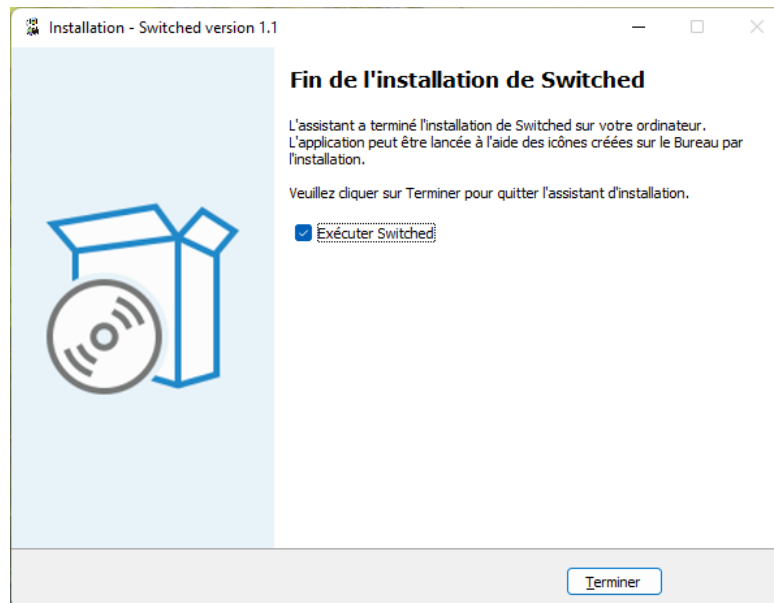 Installation - Switched version 1.1
Fin de l'installation de Switched
L'assistant a terminé l'installation de Switched sur votre ordinateur.
L'application peut être lancée à l'aide des icônes créées sur le Bureau par
l'installation.
Veuillez cliquer sur Terminer pour quitter l'assistant d'installation.
Exécuter Switched
Terminer